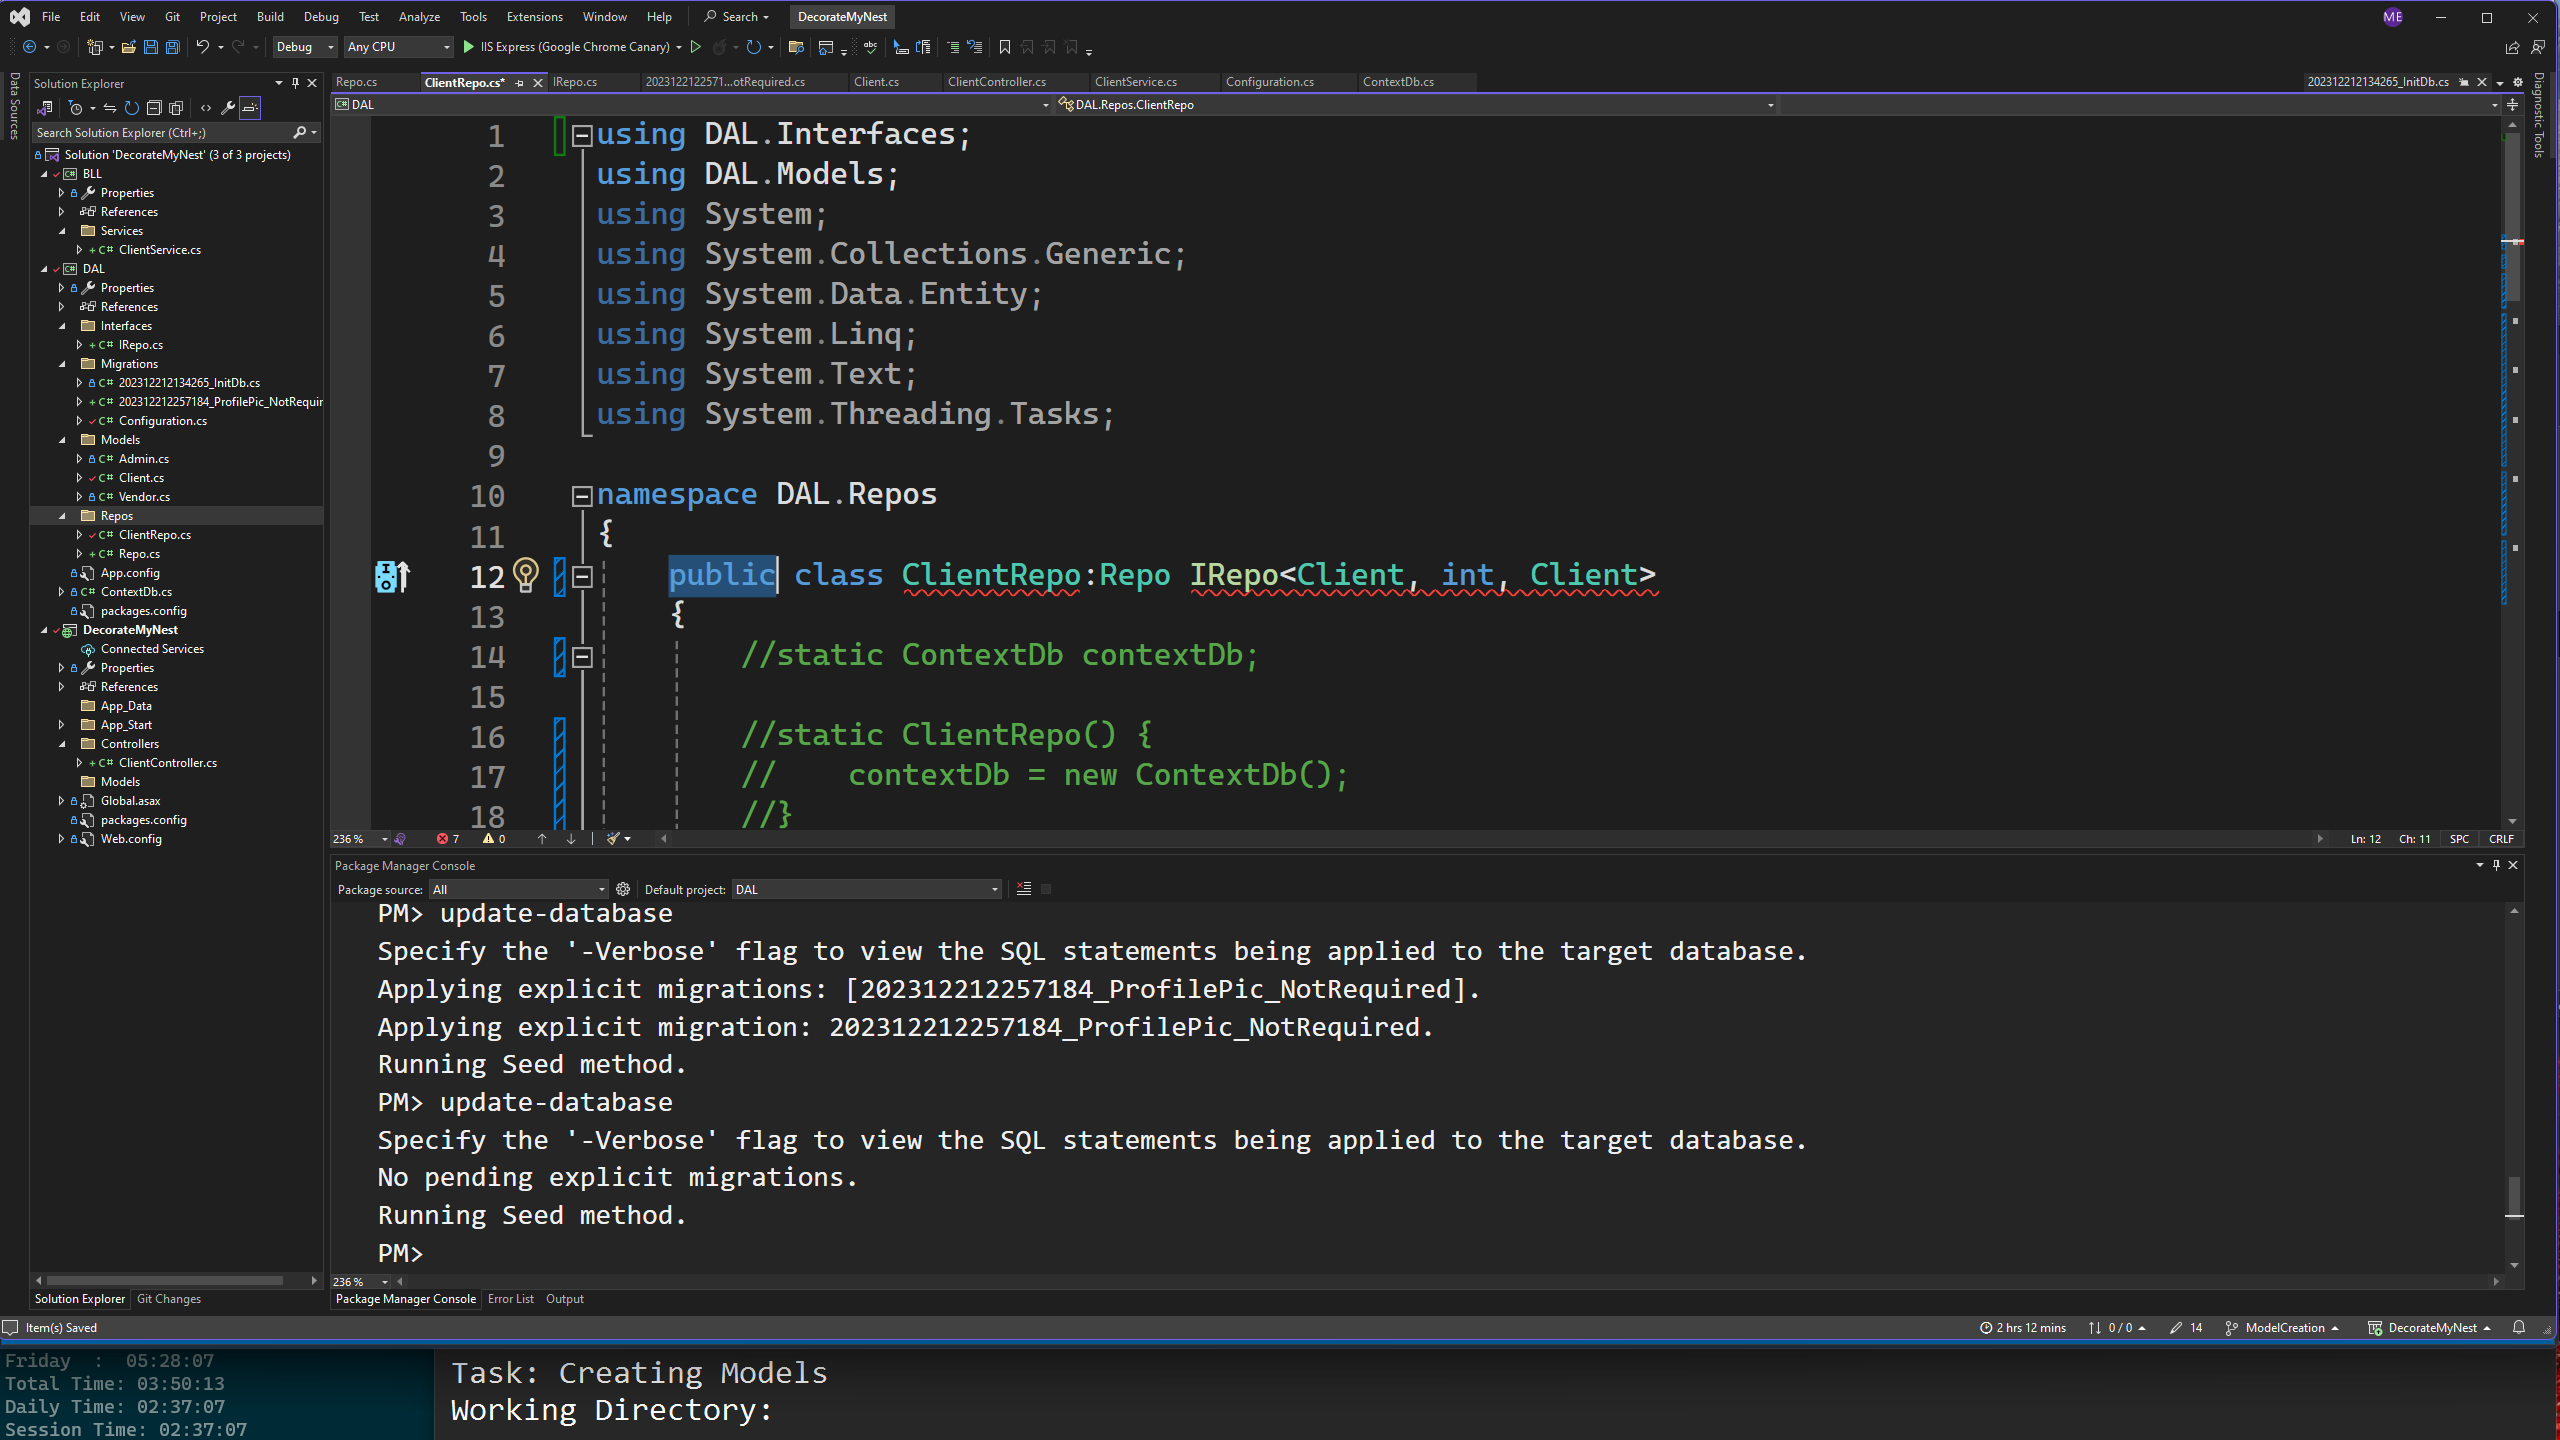 File Edit View Git Project Build Debug Test Analyze Tools Extensions Window Help Search DecorateMyNest ME
Debug Any CPU IIS Express (Google Chrome Canary)
Data Sources
Solution Explorer
Search Solution Explorer (Ctrl+;)
Solution 'DecorateMyNest' (3 of 3 projects)
BLL
Properties
References
Services
C# ClientService.cs
DAL
Properties
References
Interfaces
C# IRepo.cs
Migrations
C# 202312212134265_InitDb.cs
C# 202312212257184_ProfilePic_NotRequir
C# Configuration.cs
Models
C# Admin.cs
C# Client.cs
C# Vendor.cs
Repos
C# ClientRepo.cs
C# Repo.cs
App.config
C# ContextDb.cs
packages.config
DecorateMyNest
Connected Services
Properties
References
App_Data
App_Start
Controllers
C# ClientController.cs
Models
Global.asax
packages.config
Web.config
Solution Explorer Git Changes
Repo.cs ClientRepo.cs* IRepo.cs 2023122122571...otRequired.cs Client.cs ClientController.cs ClientService.cs Configuration.cs ContextDb.cs 202312212134265_InitDb.cs
C# DAL DAL.Repos.ClientRepo
Diagnostic Tools
1 using DAL.Interfaces;
2 using DAL.Models;
3 using System;
4 using System.Collections.Generic;
5 using System.Data.Entity;
6 using System.Linq;
7 using System.Text;
8 using System.Threading.Tasks;
9
10 namespace DAL.Repos
11 {
12 public class ClientRepo:Repo IRepo<Client, int, Client>
13 {
14 //static ContextDb contextDb;
15
16 //static ClientRepo() {
17 // contextDb = new ContextDb();
18 //}
236 % 7 0 Ln: 12 Ch: 11 SPC CRLF
Package Manager Console
Package source: All Default project: DAL
PM> update-database
Specify the '-Verbose' flag to view the SQL statements being applied to the target database.
Applying explicit migrations: [202312212257184_ProfilePic_NotRequired].
Applying explicit migration: 202312212257184_ProfilePic_NotRequired.
Running Seed method.
PM> update-database
Specify the '-Verbose' flag to view the SQL statements being applied to the target database.
No pending explicit migrations.
Running Seed method.
PM>
236 %
Package Manager Console Error List Output
Item(s) Saved 2 hrs 12 mins 0 / 0 14 ModelCreation DecorateMyNest
Friday : 05:28:07
Total Time: 03:50:13
Daily Time: 02:37:07
Session Time: 02:37:07
Task: Creating Models
Working Directory: